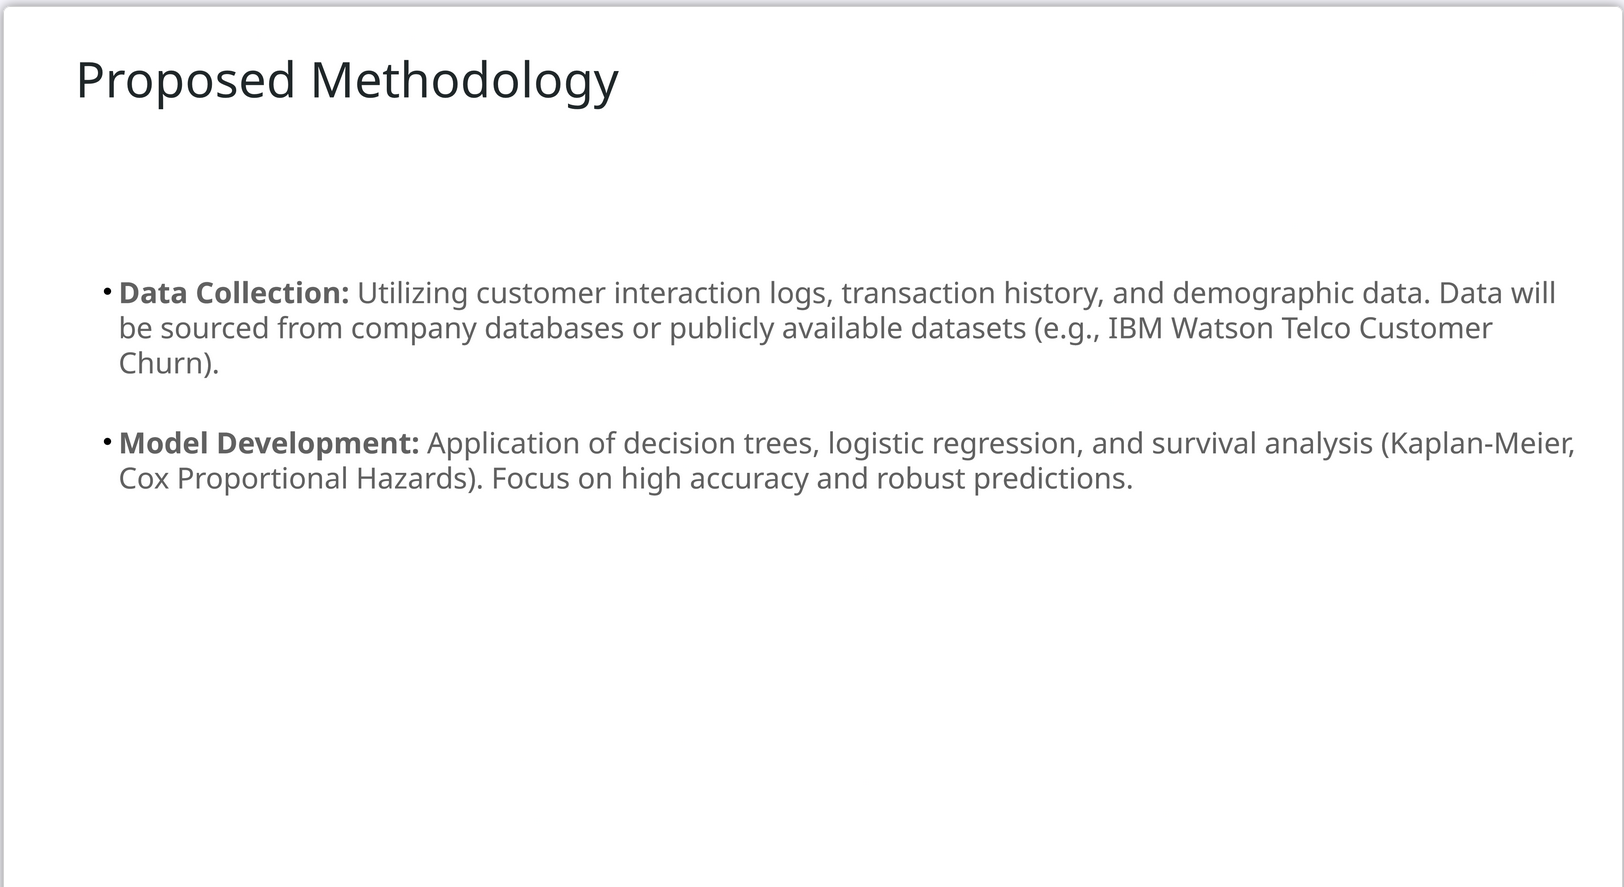 Proposed Methodology
• Data Collection: Utilizing customer interaction logs, transaction history, and demographic data. Data will
be sourced from company databases or publicly available datasets (e.g., IBM Watson Telco Customer
Churn).
• Model Development: Application of decision trees, logistic regression, and survival analysis (Kaplan-Meier,
Cox Proportional Hazards). Focus on high accuracy and robust predictions.